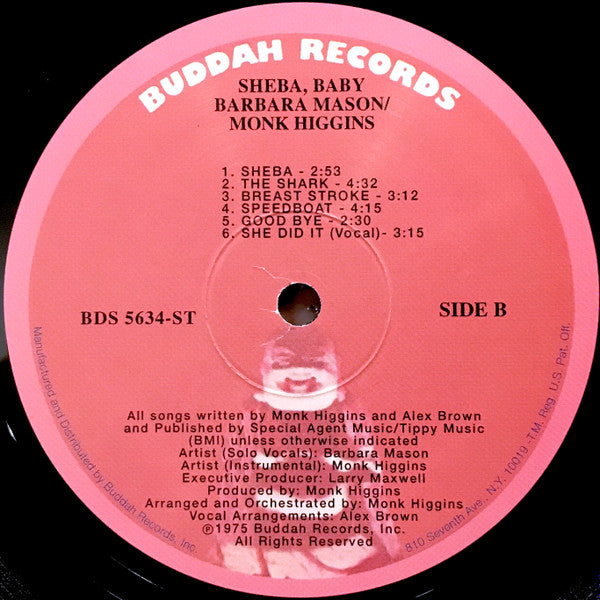 BUDDAH RECORDS
SHEBA, BABY
BARBARA MASON/
MONK HIGGINS
1. SHEBA - 2:53
2. THE SHARK - 4:32
3. BREAST STROKE - 3:12
4. SPEEDBOAT - 4:15
5. GOOD BYE - 2:30
6. SHE DID IT (Vocal)- 3:15
BDS 5634-ST
SIDE B
All songs written by Monk Higgins and Alex Brown
and Published by Special Agent Music/Tippy Music
(BMI) unless otherwise indicated
Artist (Solo Vocals): Barbara Mason
Artist (Instrumental): Monk Higgins
Executive Producer: Larry Maxwell
Produced by: Monk Higgins
Arranged and Orchestrated by: Monk Higgins
Vocal Arrangements: Alex Brown
℗1975 Buddah Records, Inc.
All Rights Reserved
Manufactured and Distributed by Buddah Records, Inc.
810 Seventh Ave., N.Y. 10019 -T.M. Reg. U.S. Pat. Off.